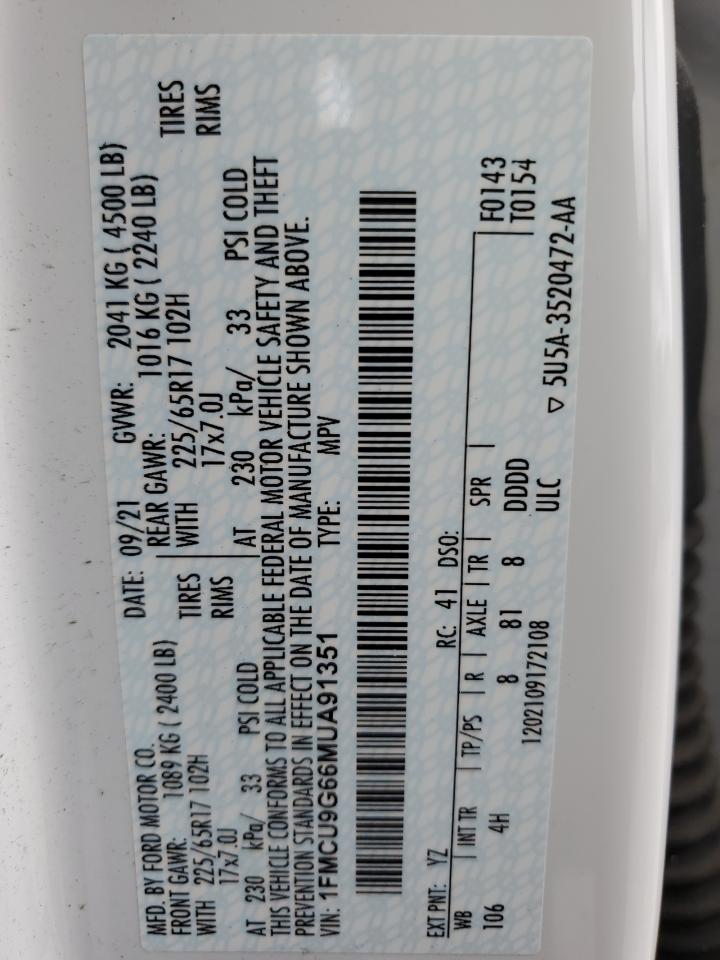 MFD. BY FORD MOTOR CO.
DATE: 09/21 GVWR: 2041 KG ( 4500 LB)
FRONT GAWR: 1089 KG ( 2400 LB) REAR GAWR: 1016 KG ( 2240 LB)
WITH 225/65R17 102H TIRES WITH 225/65R17 102H TIRES
17x7.0J RIMS 17x7.0J RIMS
AT 230 kPa/ 33 PSI COLD AT 230 kPa/ 33 PSI COLD
THIS VEHICLE CONFORMS TO ALL APPLICABLE FEDERAL MOTOR VEHICLE SAFETY AND THEFT
PREVENTION STANDARDS IN EFFECT ON THE DATE OF MANUFACTURE SHOWN ABOVE.
VIN: 1FMCU9G66MUA91351 TYPE: MPV
EXT PNT: YZ RC: 41 DSO: F0143
T0154
WB INT TR TP/PS R AXLE TR SPR
106 4H 8 81 8 DDDD
1202109172108 ULC ▽ 5U5A-3520472-AA